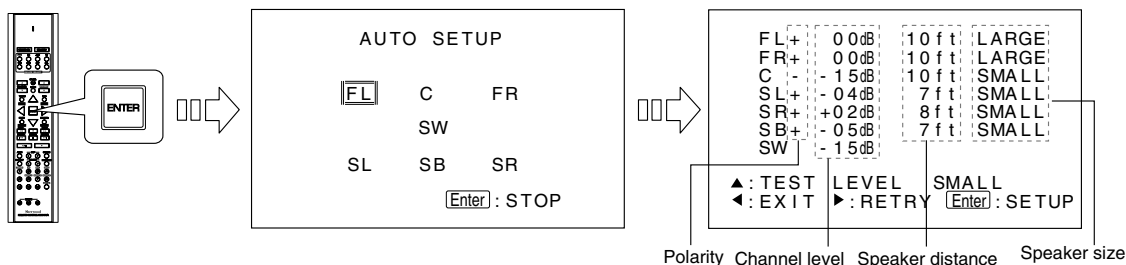 ENTER
AUTO SETUP
FL C FR
SW
SL SB SR
Enter : STOP
FL + 00dB 10ft LARGE
FR + 00dB 10ft LARGE
C - -15dB 10ft SMALL
SL + -04dB 7ft SMALL
SR + +02dB 8ft SMALL
SB + -05dB 7ft SMALL
SW -15dB
▲: TEST LEVEL SMALL
◀: EXIT ▶: RETRY Enter : SETUP
Polarity Channel level Speaker distance Speaker size